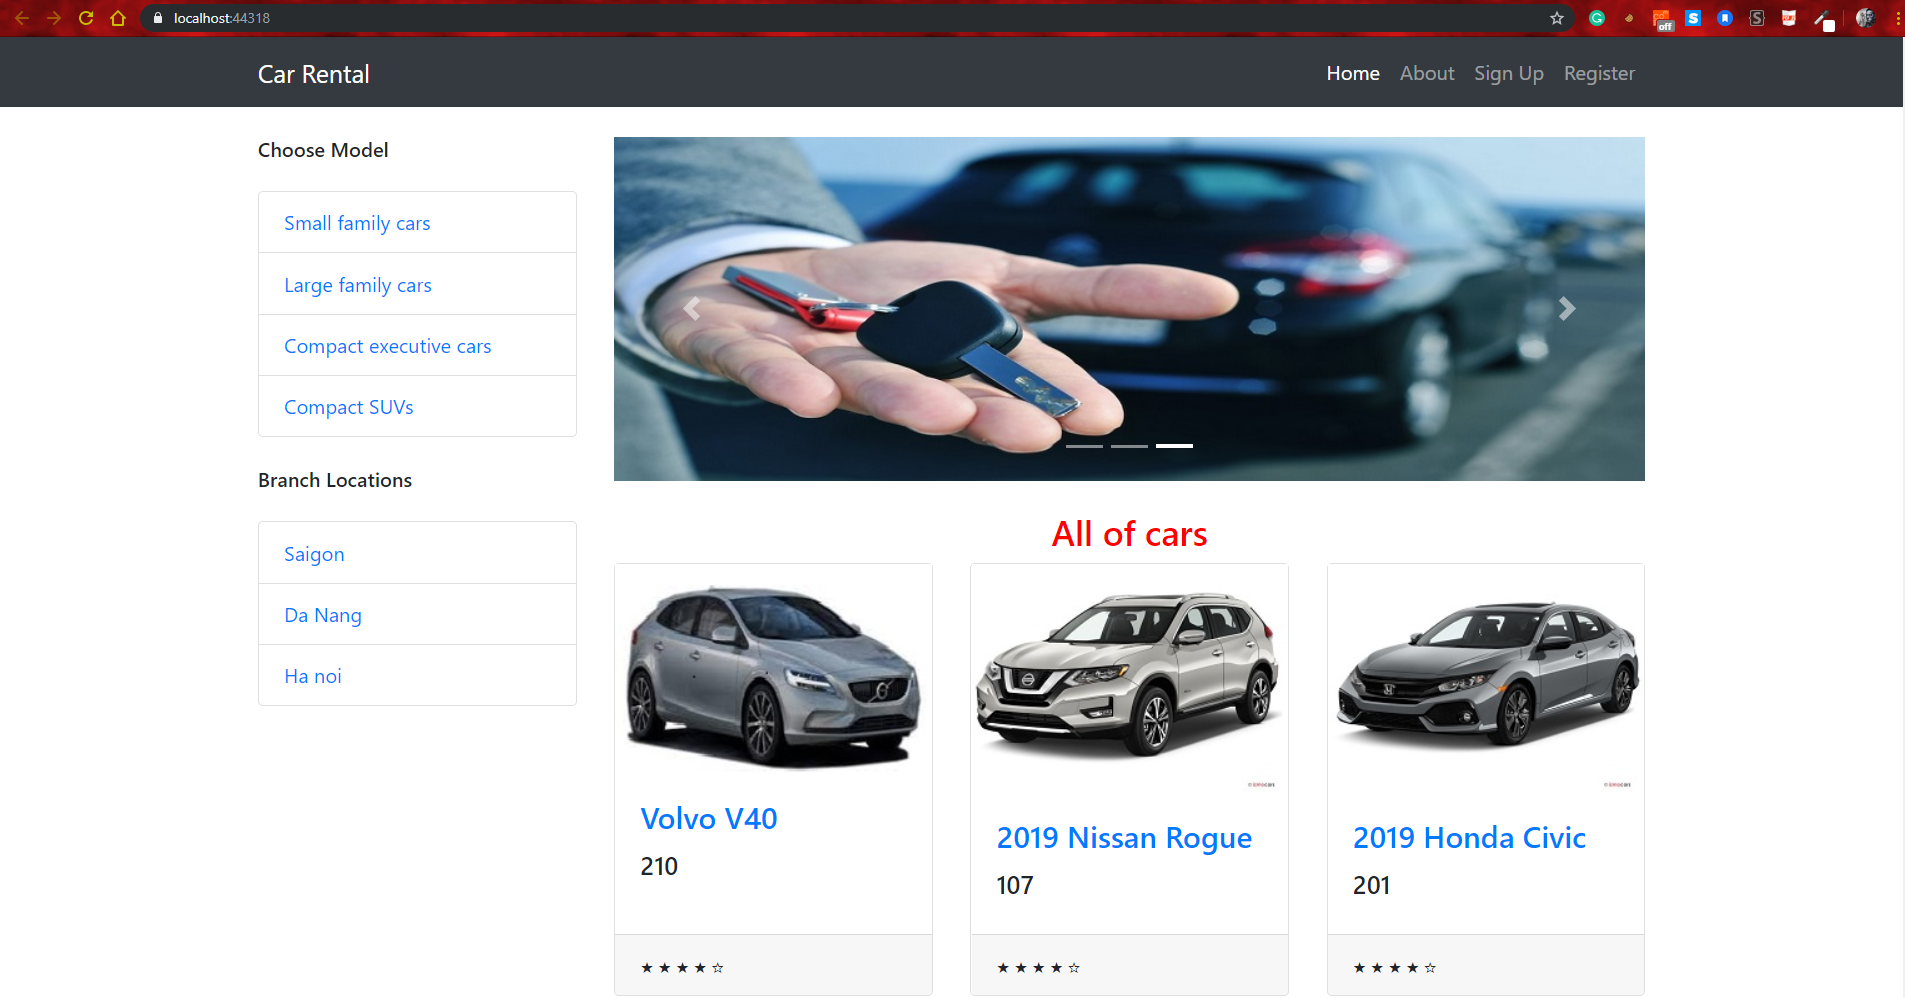 localhost:44318
off
Car Rental
Home About Sign Up Register
Choose Model
Small family cars
Large family cars
Compact executive cars
Compact SUVs
Branch Locations
Saigon
Da Nang
Ha noi
All of cars
Volvo V40
210
★ ★ ★ ★ ☆
2019 Nissan Rogue
107
★ ★ ★ ★ ☆
2019 Honda Civic
201
★ ★ ★ ★ ☆